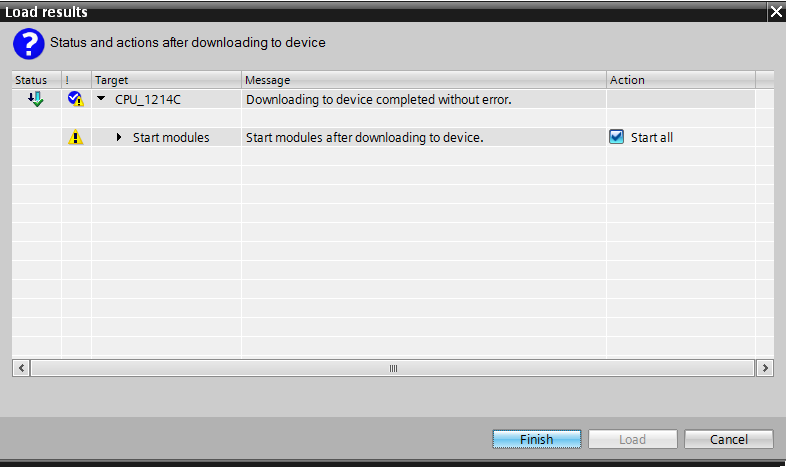 Load results
Status and actions after downloading to device
Status ! Target Message Action
CPU_1214C Downloading to device completed without error.
Start modules Start modules after downloading to device. Start all
Finish Load Cancel